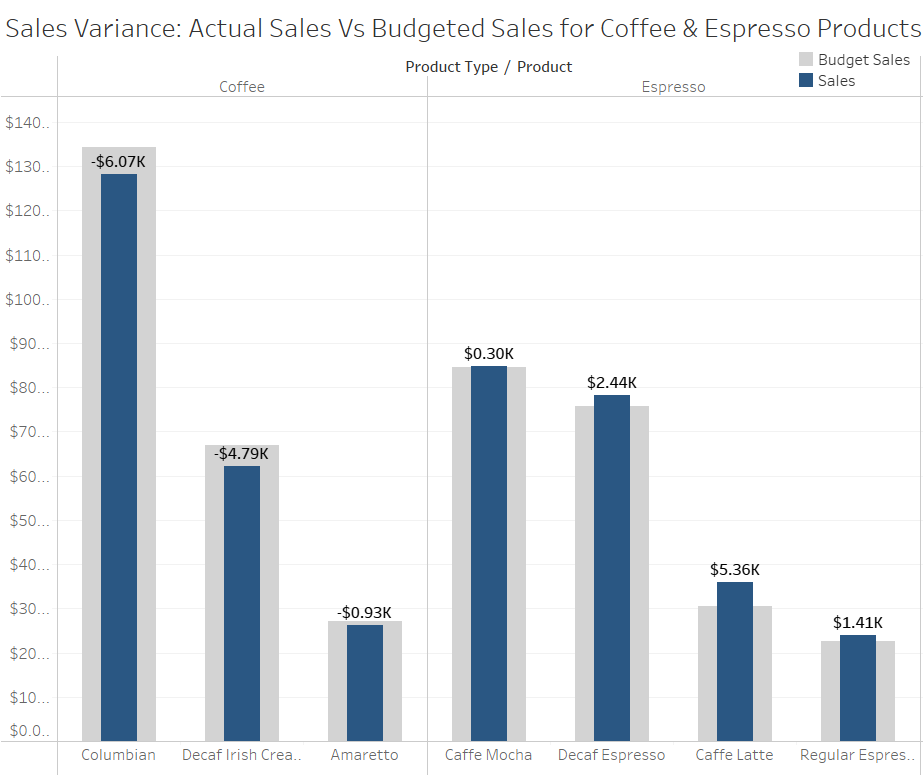 Sales Variance: Actual Sales Vs Budgeted Sales for Coffee & Espresso Products
Product Type / Product
Budget Sales
Sales
Coffee
Espresso
$140..
$130..
$120..
$110..
$100..
$90...
$80...
$70...
$60...
$50...
$40...
$30...
$20...
$10...
$0.0..
-$6.07K
-$4.79K
-$0.93K
$0.30K
$2.44K
$5.36K
$1.41K
Columbian
Decaf Irish Crea..
Amaretto
Caffe Mocha
Decaf Espresso
Caffe Latte
Regular Espres..